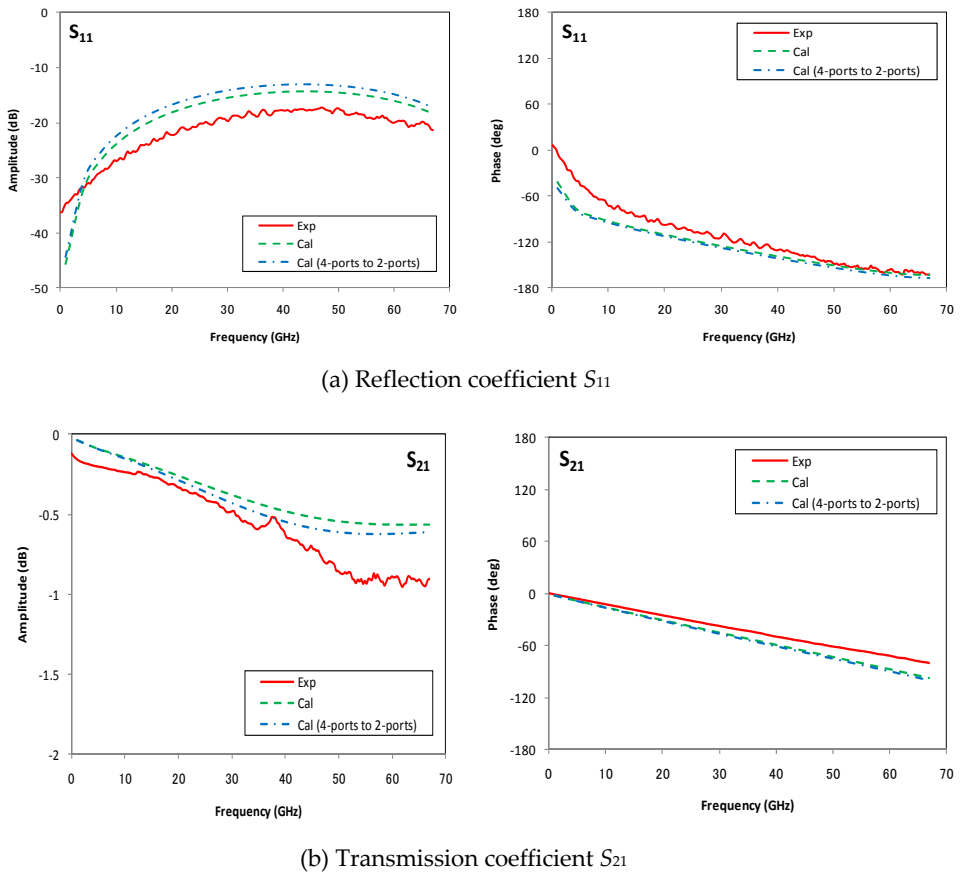 S11
Amplitude (dB)
0
-10
-20
-30
-40
-50
Exp
Cal
Cal (4-ports to 2-ports)
0 10 20 30 40 50 60 70
Frequency (GHz)
S11
Phase (deg)
180
120
60
0
-60
-120
-180
Exp
Cal
Cal (4-ports to 2-ports)
0 10 20 30 40 50 60 70
Frequency (GHz)
(a) Reflection coefficient S11
S21
Amplitude (dB)
0
-0.5
-1
-1.5
-2
Exp
Cal
Cal (4-ports to 2-ports)
0 10 20 30 40 50 60 70
Frequency (GHz)
S21
Phase (deg)
180
120
60
0
-60
-120
-180
Exp
Cal
Cal (4-ports to 2-ports)
0 10 20 30 40 50 60 70
Frequency (GHz)
(b) Transmission coefficient S21